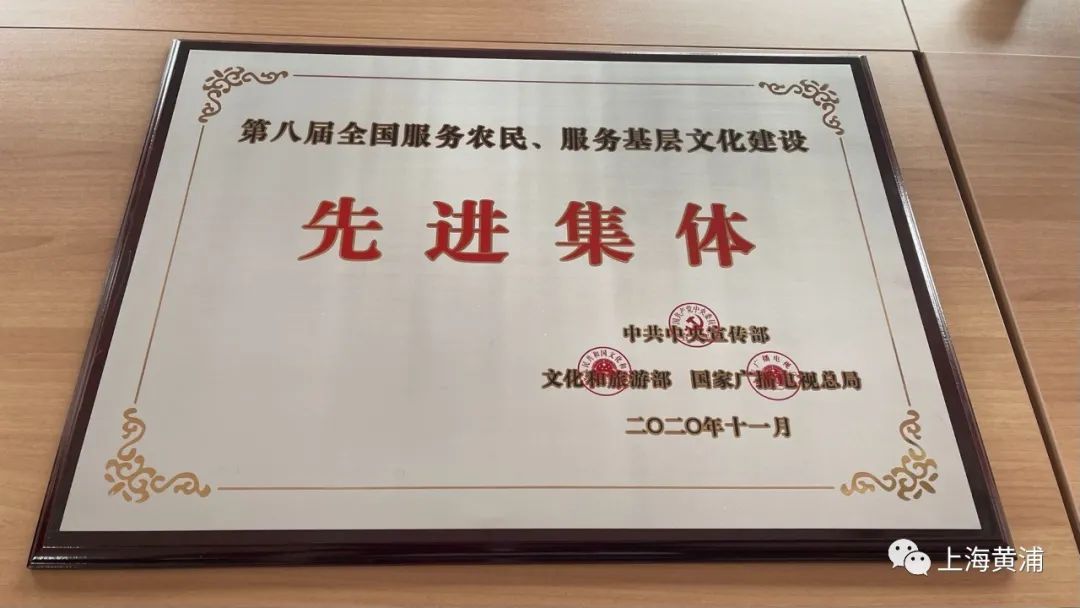 第八届全国服务农民、服务基层文化建设
先进集体
中共中央宣传部
文化和旅游部 国家广播电视总局
二〇二〇年十一月
上海黄浦